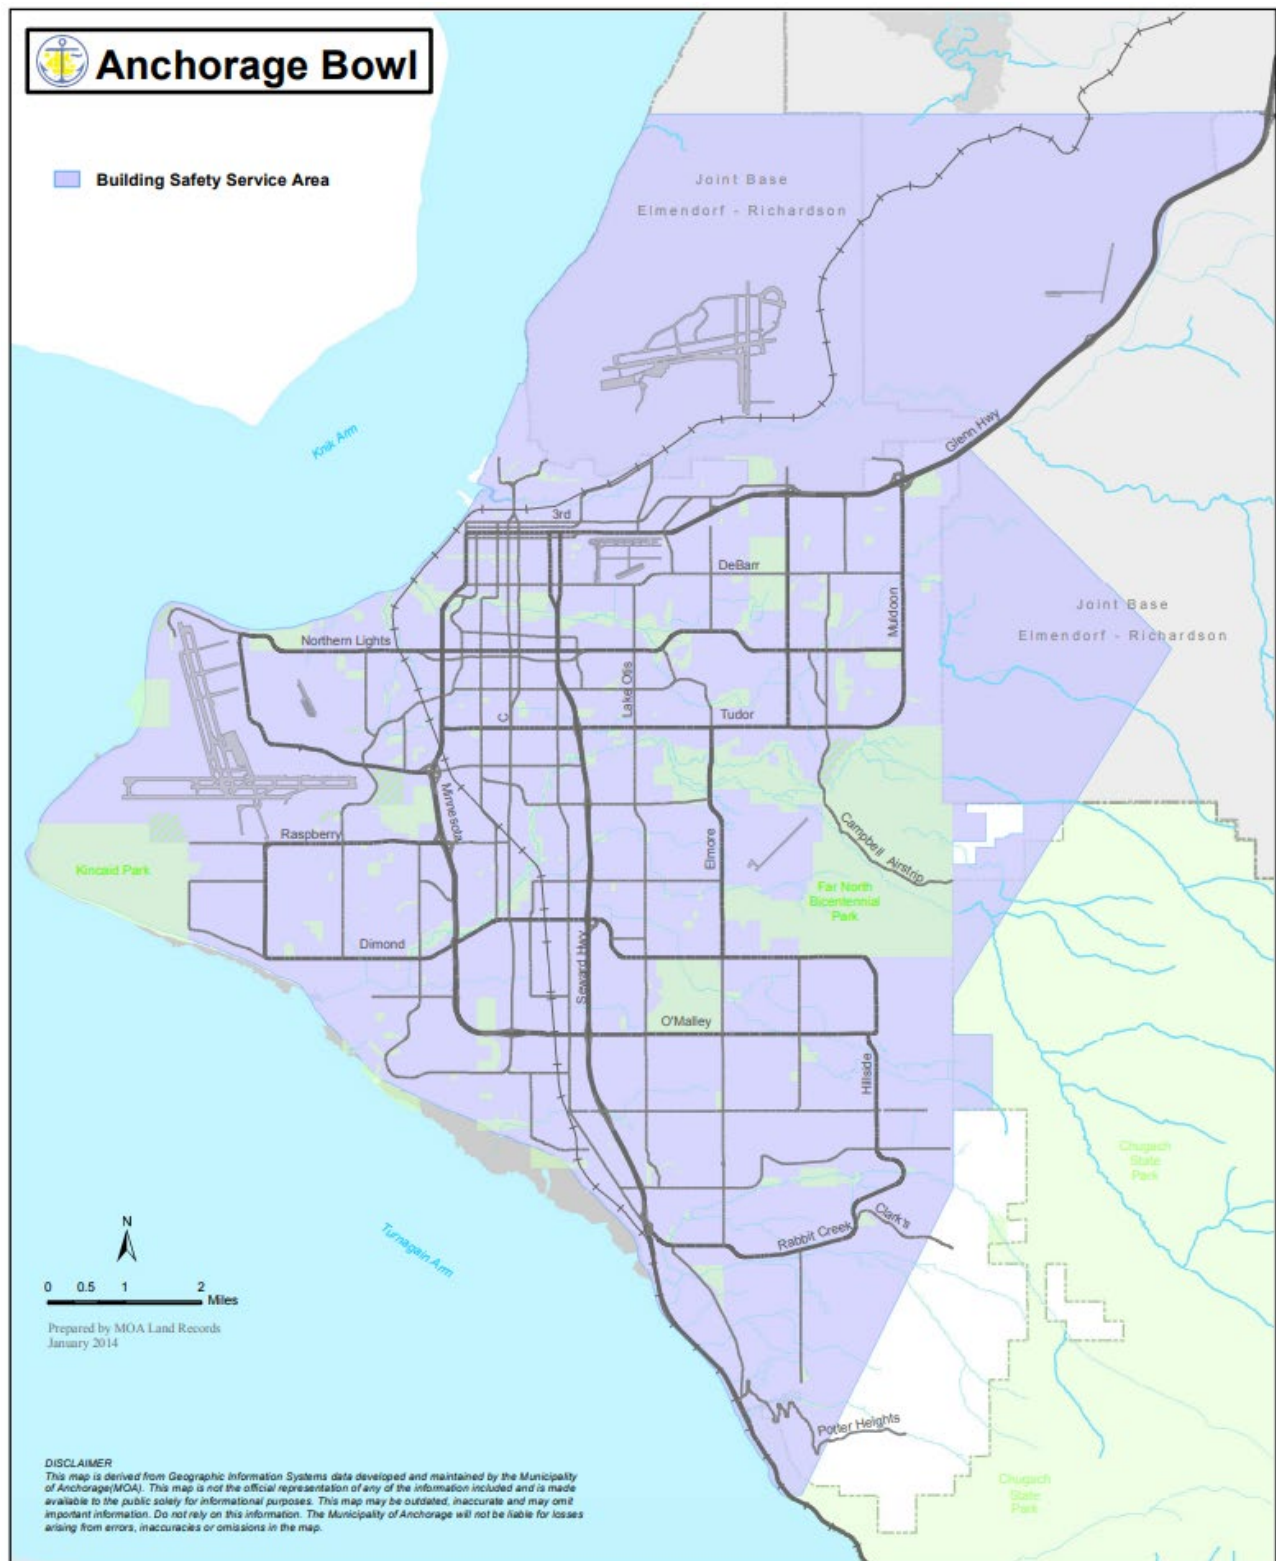 Anchorage Bowl
Building Safety Service Area
Joint Base
Elmendorf - Richardson
Knik Arm
Glenn Hwy
3rd
DeBarr
Muldoon
Joint Base
Elmendorf - Richardson
Northern Lights
Lake Otis
C
Tudor
Minnesota
Raspberry
Elmore
Campbell Airstrip
Kincaid Park
Far North
Bicentennial
Park
Dimond
Seward Hwy
O'Malley
Hillside
Chugach
State
Park
Turnagain Arm
Rabbit Creek
Clark's
N
0 0.5 1 2
Miles
Prepared by MOA Land Records
January 2014
Potter Heights
Chugach
State
Park
DISCLAIMER
This map is derived from Geographic Information Systems data developed and maintained by the Municipality
of Anchorage(MOA). This map is not the official representation of any of the information included and is made
available to the public solely for informational purposes. This map may be outdated, inaccurate and may omit
important information. Do not rely on this information. The Municipality of Anchorage will not be liable for losses
arising from errors, inaccuracies or omissions in the map.